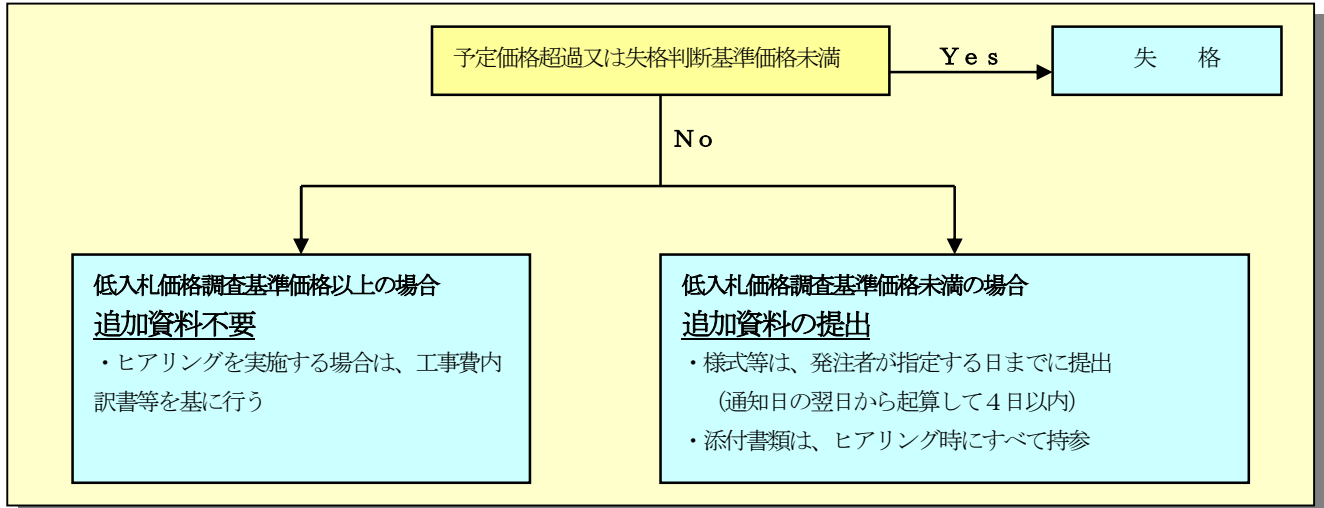 予定価格超過又は失格判断基準価格未満
Ｙｅｓ
失　格
Ｎｏ
低入札価格調査基準価格以上の場合
追加資料不要
・ヒアリングを実施する場合は、工事費内
訳書等を基に行う
低入札価格調査基準価格未満の場合
追加資料の提出
・様式等は、発注者が指定する日までに提出
（通知日の翌日から起算して４日以内）
・添付書類は、ヒアリング時にすべて持参